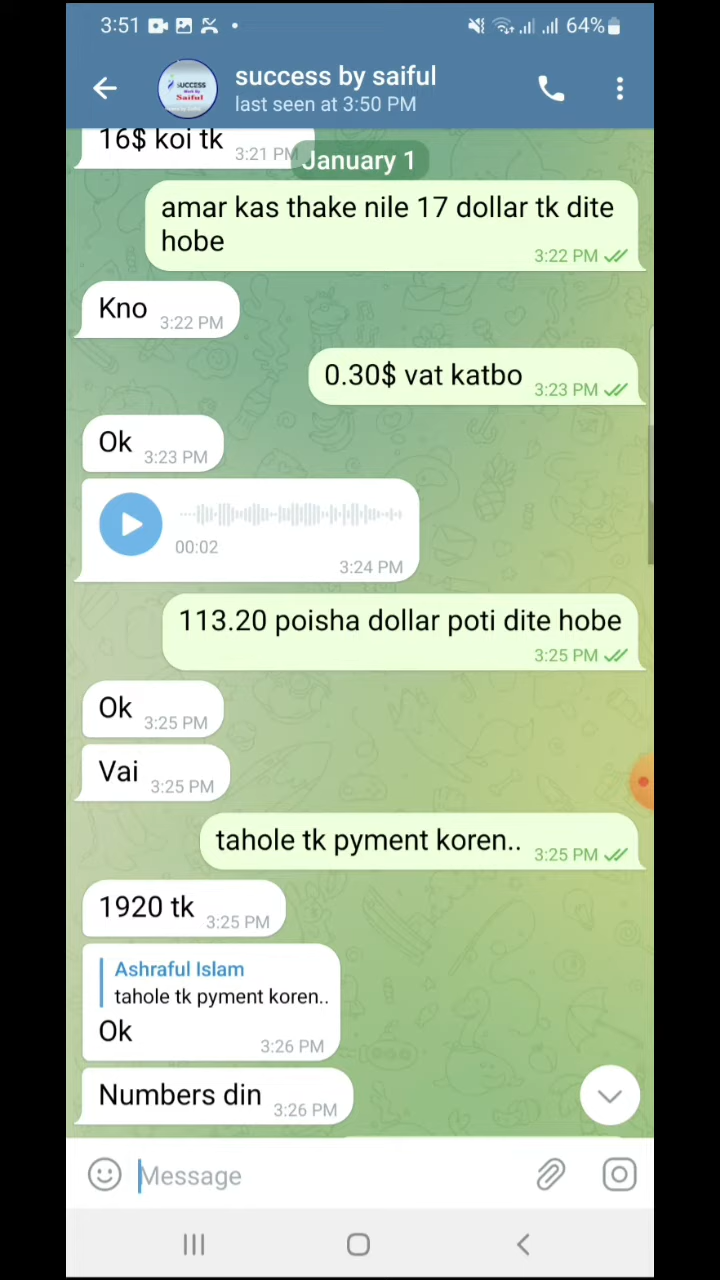 3:51
64%
success by saiful
last seen at 3:50 PM
SUCCESS
Saiful
16$ koi tk
3:21 PM
January 1
amar kas thake nile 17 dollar tk dite
hobe
3:22 PM
Kno
3:22 PM
0.30$ vat katbo
3:23 PM
Ok
3:23 PM
00:02
3:24 PM
113.20 poisha dollar poti dite hobe
3:25 PM
Ok
3:25 PM
Vai
3:25 PM
tahole tk pyment koren..
3:25 PM
1920 tk
3:25 PM
Ashraful Islam
tahole tk pyment koren..
Ok
3:26 PM
Numbers din
3:26 PM
Message